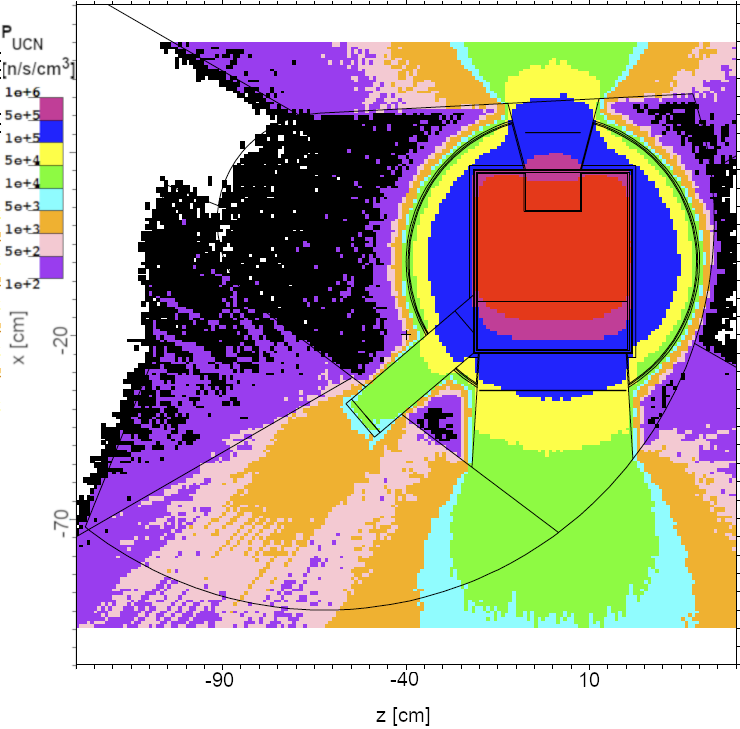 P
UCN
[n/s/cm³]
1e+6
5e+5
1e+5
5e+4
1e+4
5e+3
1e+3
5e+2
1e+2
x [cm]
-20
-70
-90
-40
10
z [cm]